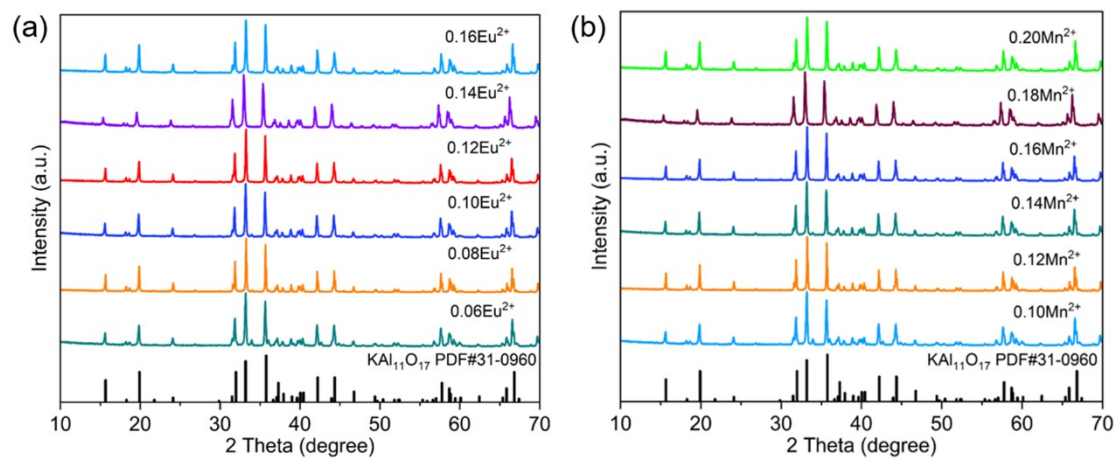 (a)
0.16Eu²⁺
0.14Eu²⁺
0.12Eu²⁺
0.10Eu²⁺
0.08Eu²⁺
0.06Eu²⁺
KAl₁₁O₁₇ PDF#31-0960
Intensity (a.u.)
10 20 30 40 50 60 70
2 Theta (degree)
(b)
0.20Mn²⁺
0.18Mn²⁺
0.16Mn²⁺
0.14Mn²⁺
0.12Mn²⁺
0.10Mn²⁺
KAl₁₁O₁₇ PDF#31-0960
Intensity (a.u.)
10 20 30 40 50 60 70
2 Theta (degree)